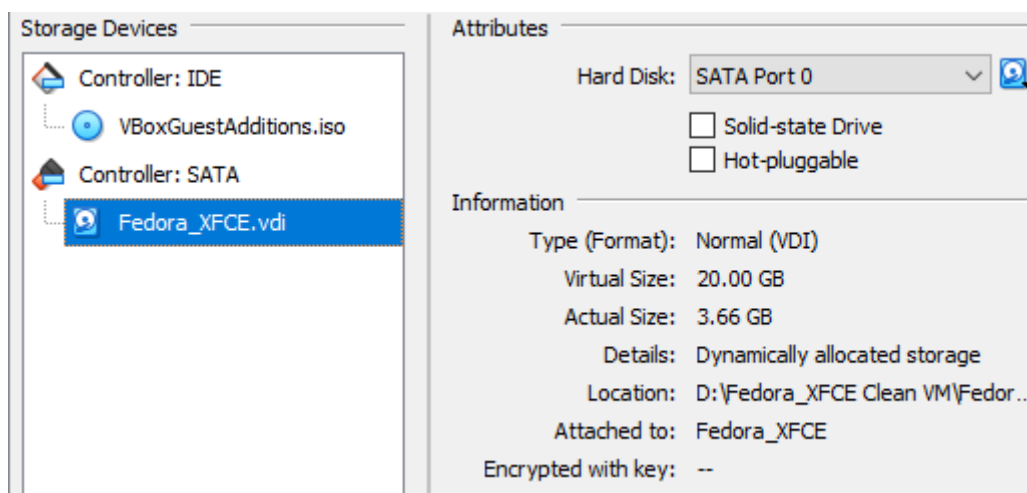 Storage Devices
Controller: IDE
VBoxGuestAdditions.iso
Controller: SATA
Fedora_XFCE.vdi
Attributes
Hard Disk: SATA Port 0
Solid-state Drive
Hot-pluggable
Information
Type (Format): Normal (VDI)
Virtual Size: 20.00 GB
Actual Size: 3.66 GB
Details: Dynamically allocated storage
Location: D:\Fedora_XFCE Clean VM\Fedor...
Attached to: Fedora_XFCE
Encrypted with key: --